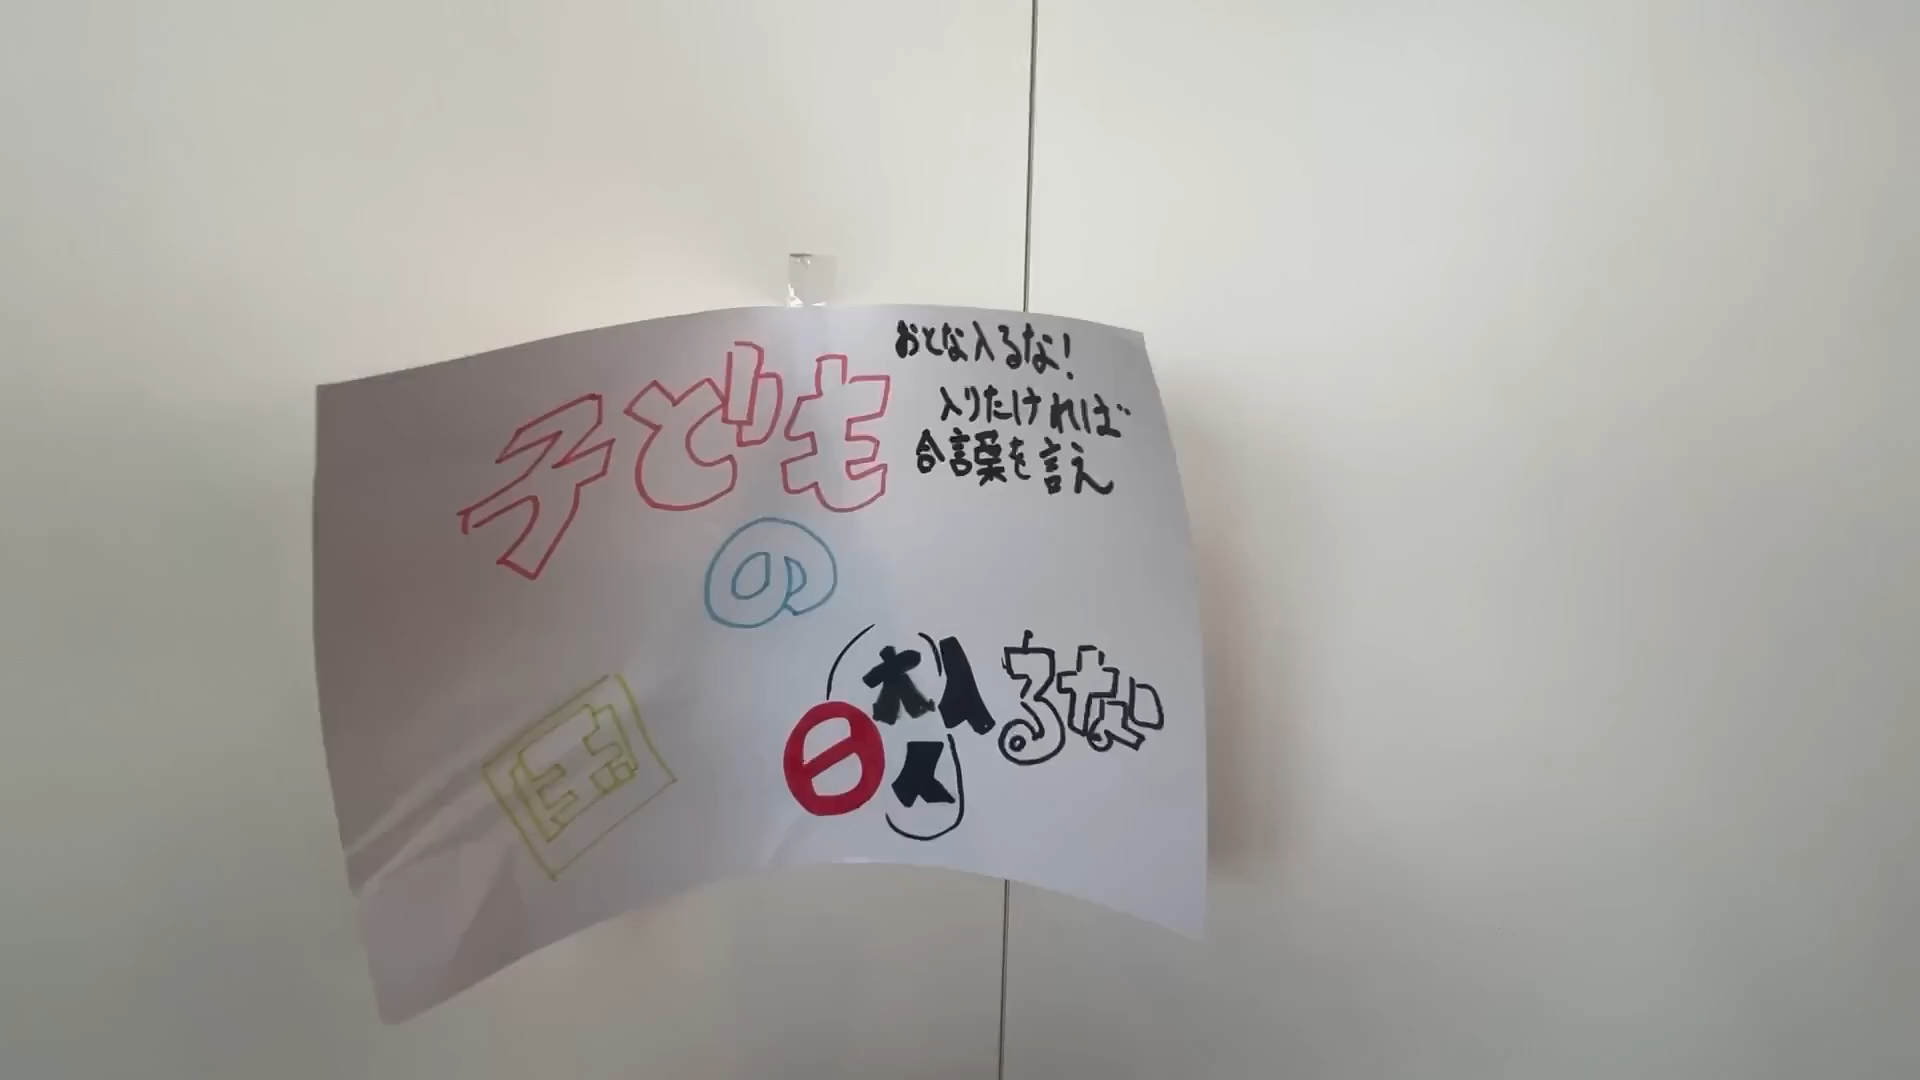 おとな入るな!
入りたければ
合言葉を言え
子ども
の
国
大人入るな